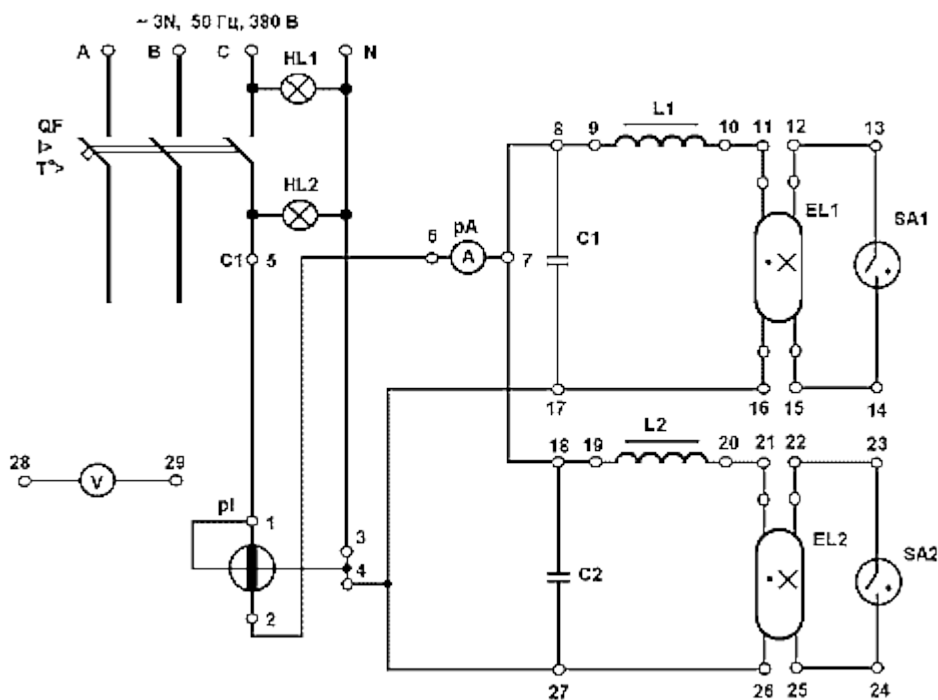 ~ 3N, 50 Гц, 380 В
A B C N
HL1
QF
I>
T°>
HL2
C1 5
6 pA
A
7
8 9 L1 10 11 12 13
C1
EL1
SA1
17 16 15 14
L2
18 19 20 21 22 23
28 29
V
pI
1
2
3
4
C2
EL2
SA2
27 26 25 24